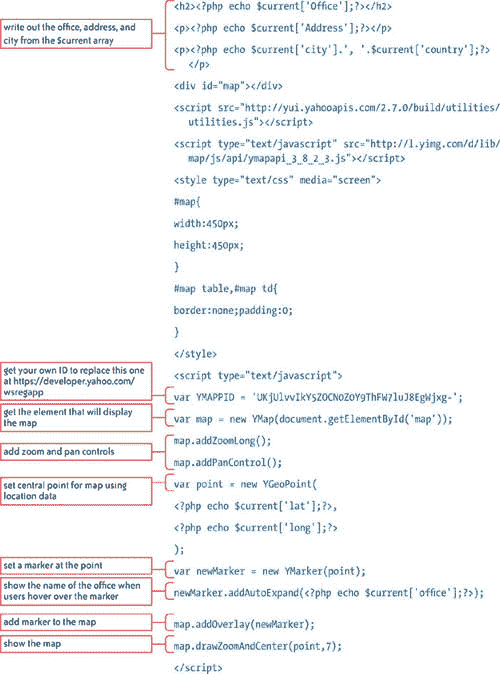 write out the office, address, and
city from the $current array
<h2><?php echo $current['Office'];?></h2>
<p><?php echo $current['Address'];?></p>
<p><?php echo $current['city'].', '.$current['country'];?>
</p>
<div id="map"></div>
<script src="http://yui.yahooapis.com/2.7.0/build/utilities/
utilities.js"></script>
<script type="text/javascript" src="http://l.yimg.com/d/lib/
map/js/api/ymapapi_3_8_2_3.js"></script>
<style type="text/css" media="screen">
#map{
width:450px;
height:450px;
}
#map table,#map td{
border:none;padding:0;
}
</style>
<script type="text/javascript">
get your own ID to replace this one
at https://developer.yahoo.com/
wsregapp
var YMAPPID =
get the element that will display
the map
var map = new YMap(document.getElementById('map'));
add zoom and pan controls
map.addZoomLong();
map.addPanControl();
set central point for map using
location data
var point = new YGeoPoint(
<?php echo $current['lat'];?>,
<?php echo $current['long'];?>
);
set a marker at the point
var newMarker = new YMarker(point);
show the name of the office when
users hover over the marker
newMarker.addAutoExpand(<?php echo $current['office'];?>);
add marker to the map
map.addOverlay(newMarker);
show the map
map.drawZoomAndCenter(point,7);
</script>